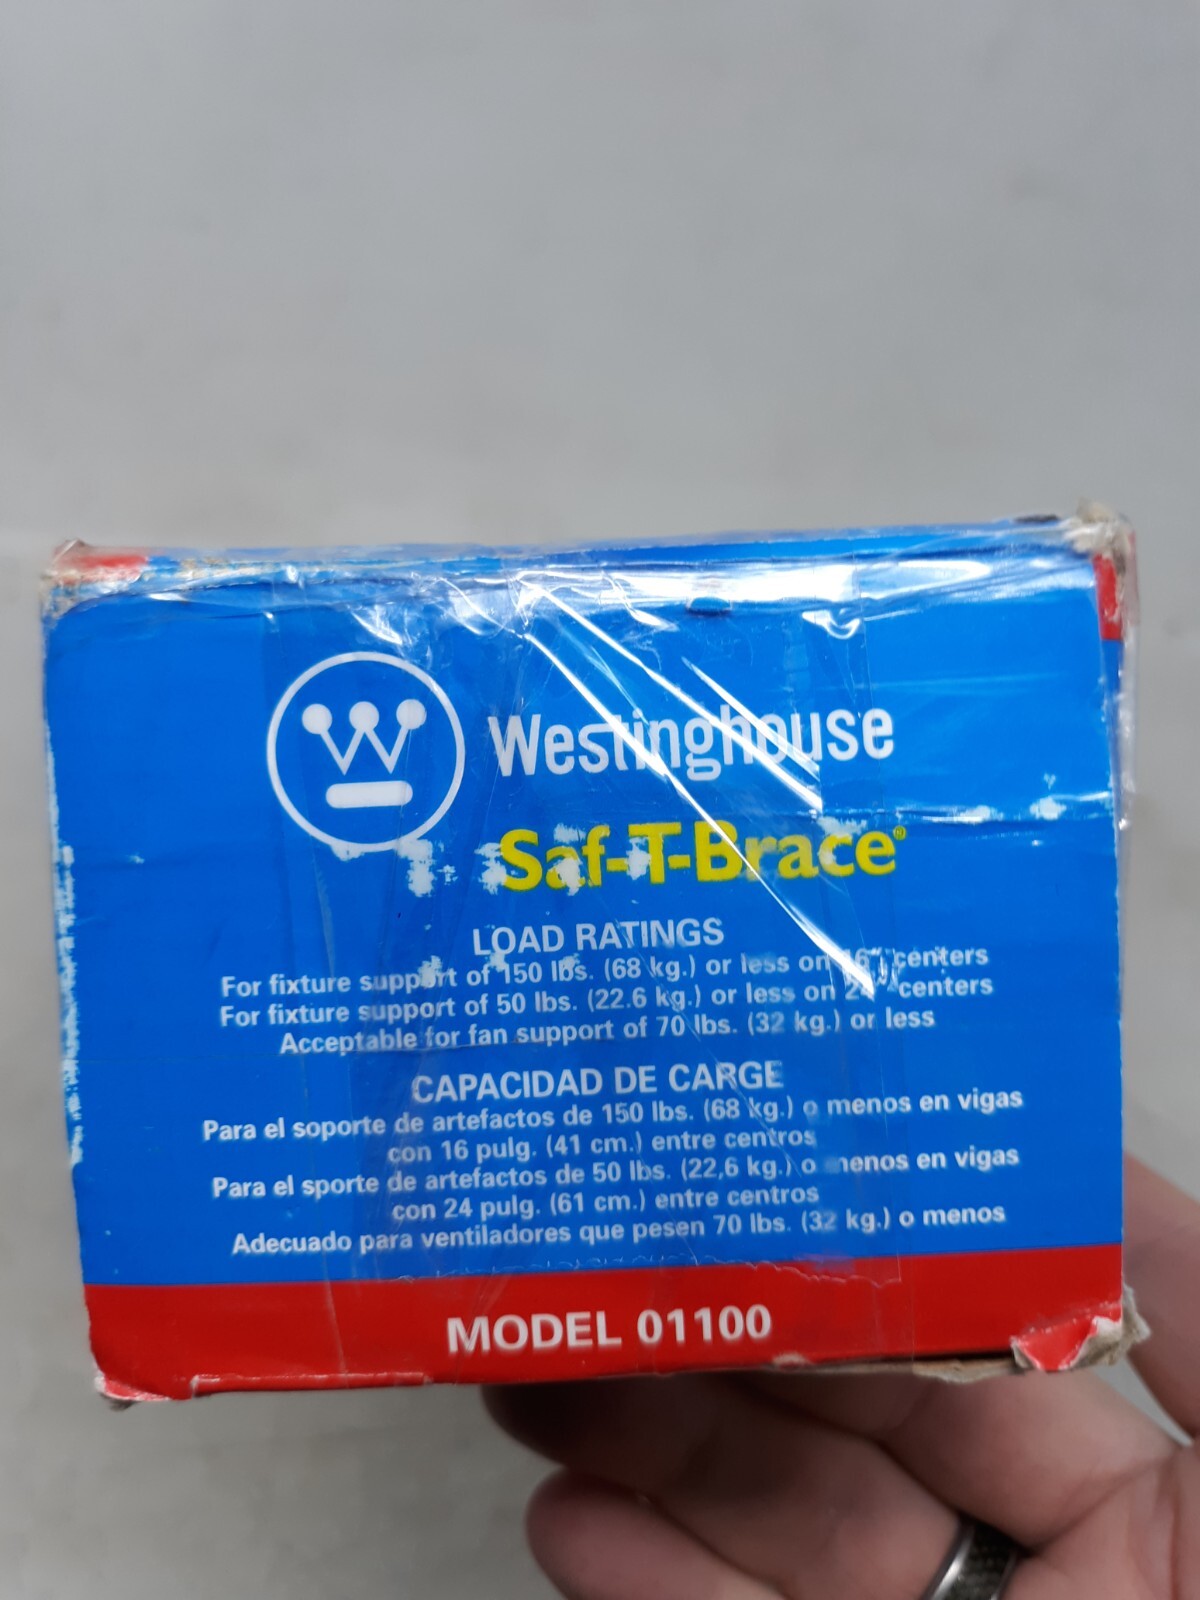 W
Westinghouse
Saf-T-Brace®
LOAD RATINGS
For fixture support of 150 lbs. (68 kg.) or less on 16" centers
For fixture support of 50 lbs. (22.6 kg.) or less on 24" centers
Acceptable for fan support of 70 lbs. (32 kg.) or less
CAPACIDAD DE CARGE
Para el soporte de artefactos de 150 lbs. (68 kg.) o menos en vigas
con 16 pulg. (41 cm.) entre centros
Para el sporte de artefactos de 50 lbs. (22,6 kg.) o menos en vigas
con 24 pulg. (61 cm.) entre centros
Adecuado para ventiladores que pesen 70 lbs. (32 kg.) o menos
MODEL 01100